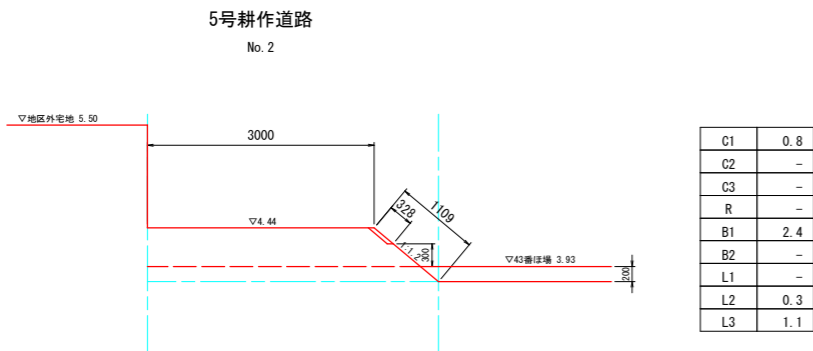 5号耕作道路
No. 2
▽地区外宅地 5.50
3000
328
1109
▽4.44
1:1.2
300
▽43番ほ場 3.93
200
C1 0.8
C2 -
C3 -
R -
B1 2.4
B2 -
L1 -
L2 0.3
L3 1.1